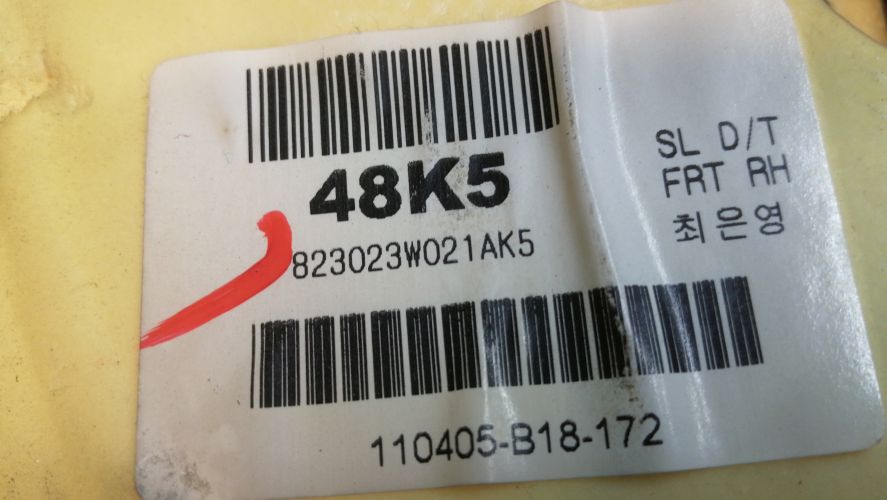 48K5
823023W021AK5
SL D/T
FRT RH
최은영
110405-B18-172